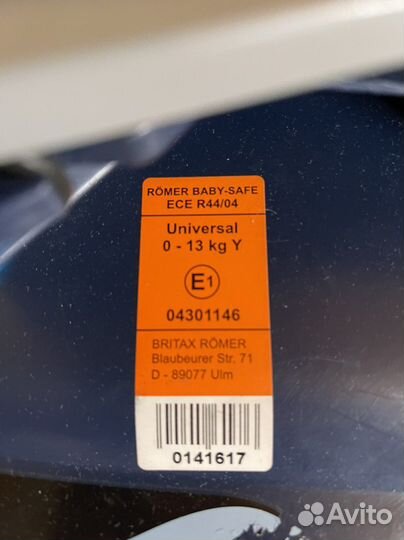 RÖMER BABY-SAFE
ECE R44/04
Universal
0 - 13 kg Y
E1
04301146
BRITAX RÖMER
Blaubeurer Str. 71
D - 89077 Ulm
0141617
Avito